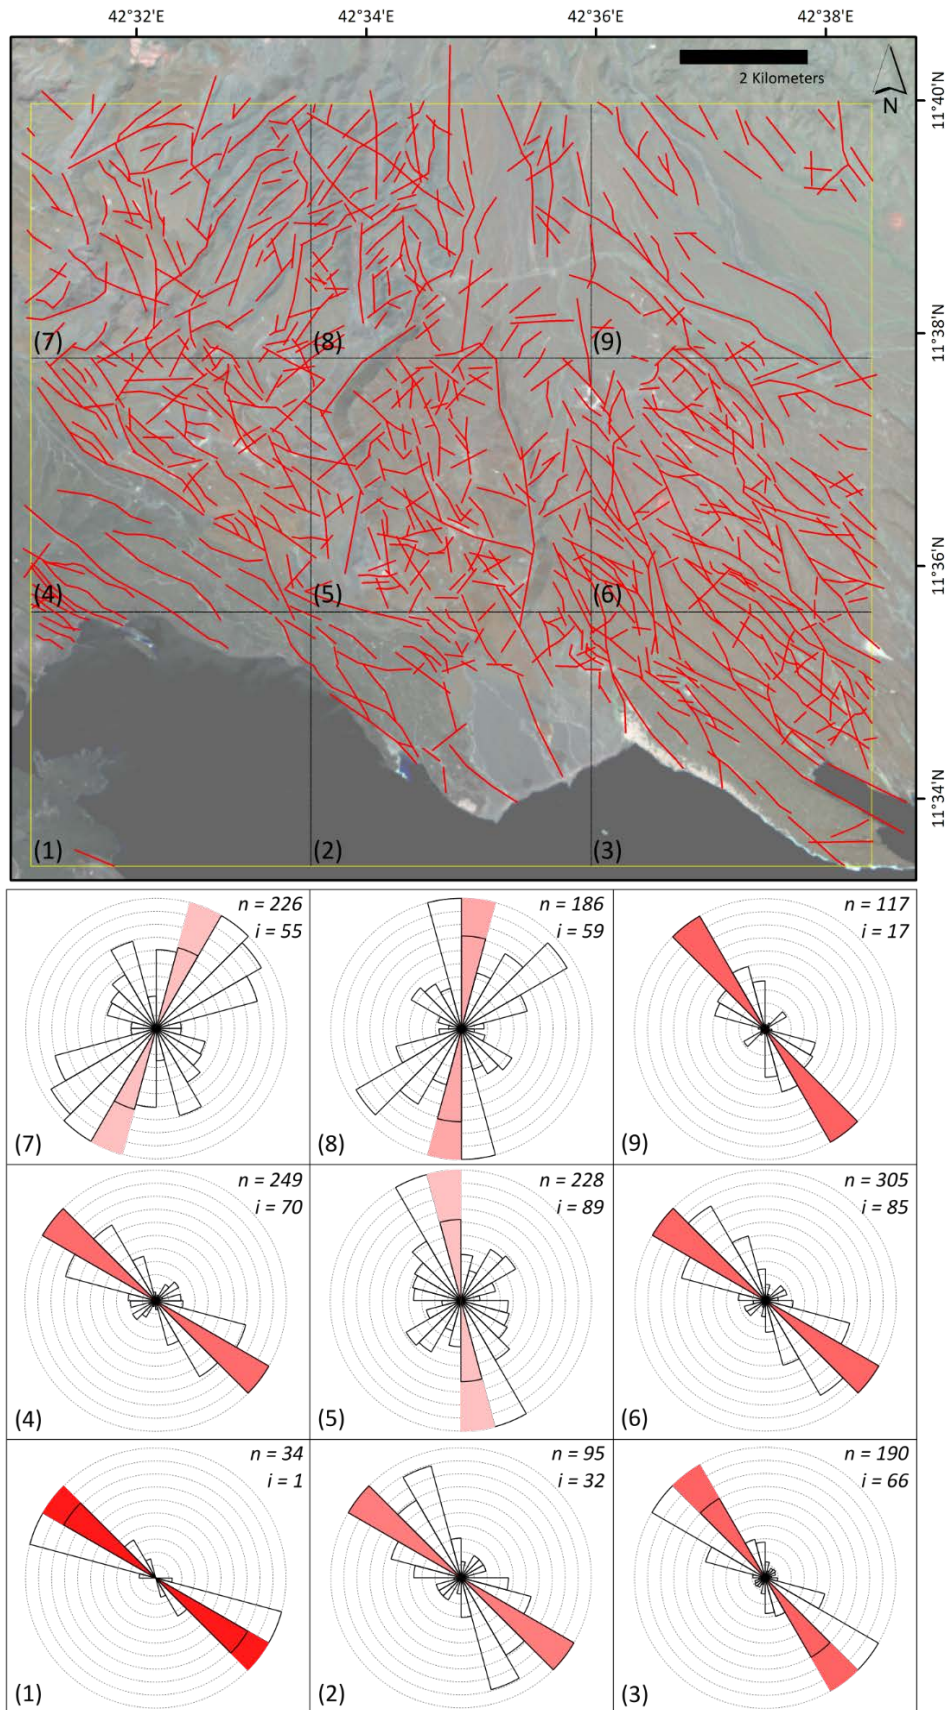 42°32'E 42°34'E 42°36'E 42°38'E
2 Kilometers
N
11°40'N
(7) (8) (9)
11°38'N
(4) (5) (6)
11°36'N
(1) (2) (3)
11°34'N
n = 226
i = 55
(7)
n = 186
i = 59
(8)
n = 117
i = 17
(9)
n = 249
i = 70
(4)
n = 228
i = 89
(5)
n = 305
i = 85
(6)
n = 34
i = 1
(1)
n = 95
i = 32
(2)
n = 190
i = 66
(3)